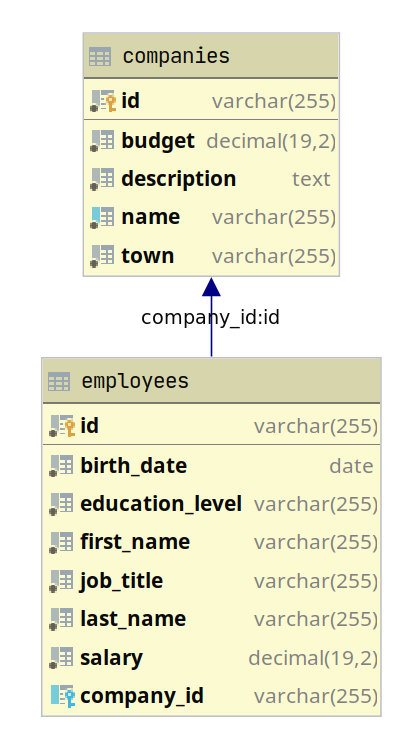 companies
id varchar(255)
budget decimal(19,2)
description text
name varchar(255)
town varchar(255)
company_id:id
employees
id varchar(255)
birth_date date
education_level varchar(255)
first_name varchar(255)
job_title varchar(255)
last_name varchar(255)
salary decimal(19,2)
company_id varchar(255)